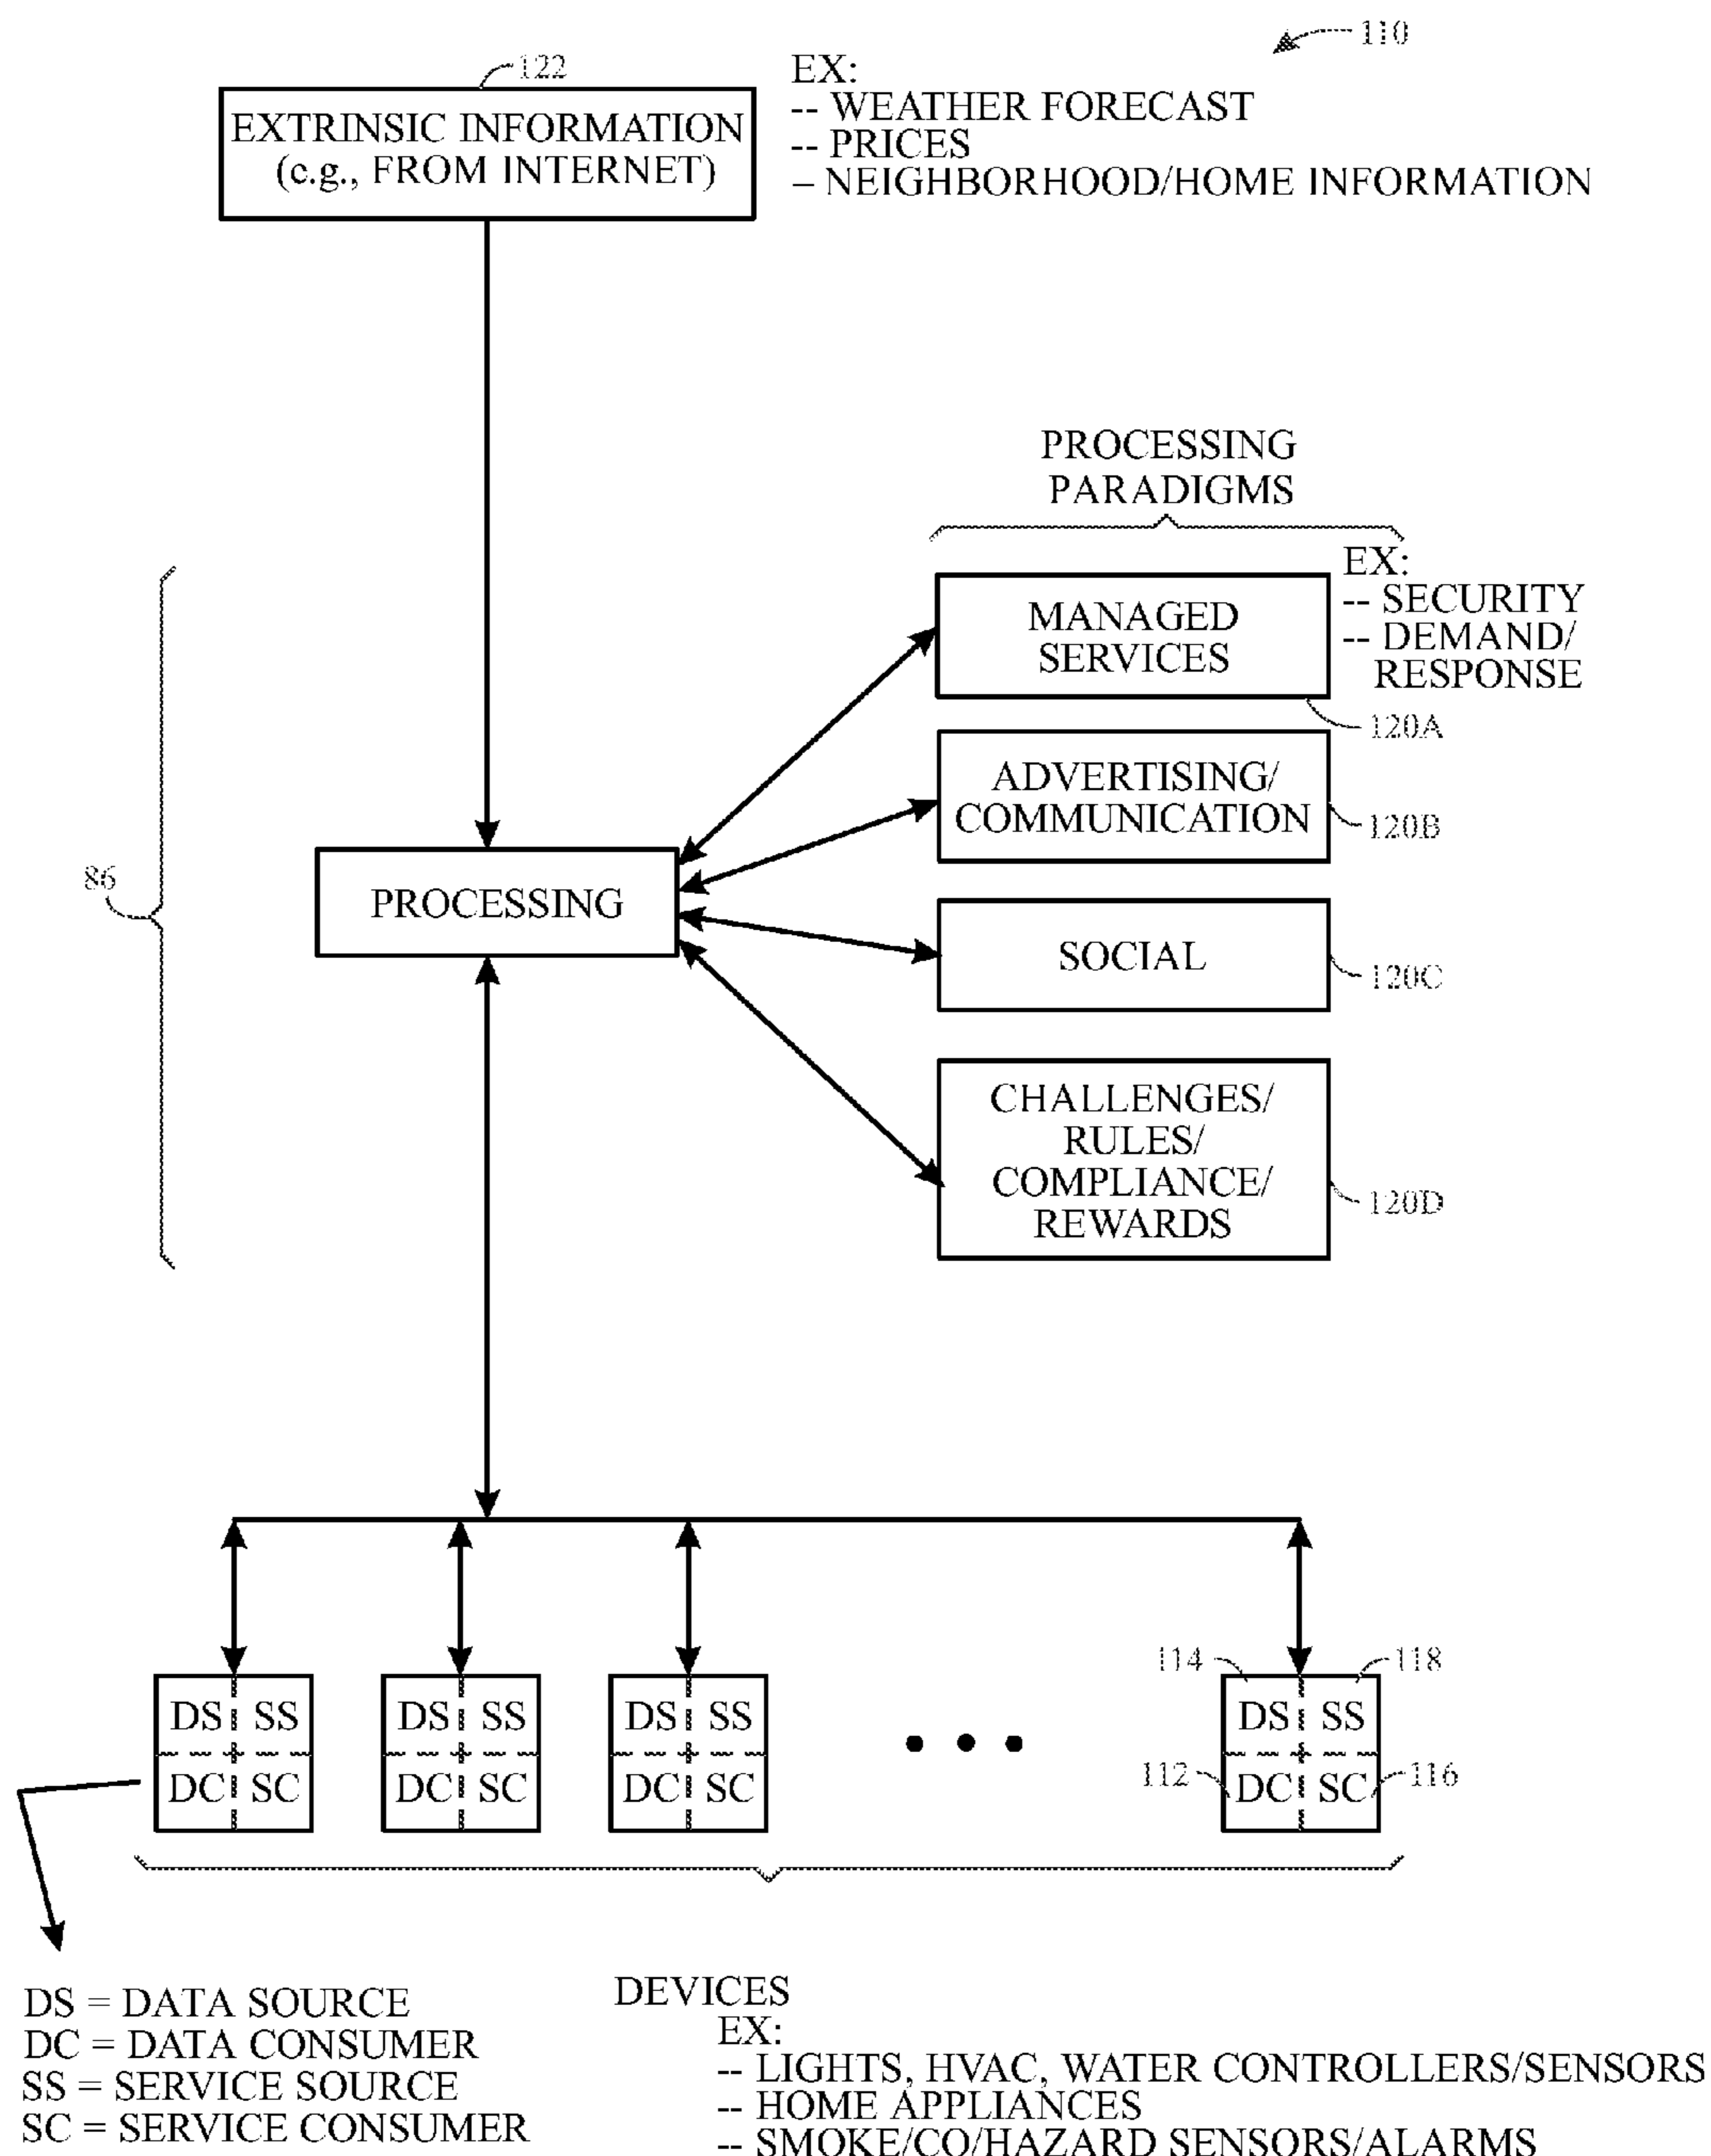 110
122
EXTRINSIC INFORMATION
(e.g., FROM INTERNET)
EX:
-- WEATHER FORECAST
-- PRICES
– NEIGHBORHOOD/HOME INFORMATION
PROCESSING
PARADIGMS
MANAGED
SERVICES
EX:
-- SECURITY
-- DEMAND/
RESPONSE
120A
ADVERTISING/
COMMUNICATION
120B
86
PROCESSING
SOCIAL
120C
CHALLENGES/
RULES/
COMPLIANCE/
REWARDS
120D
114
118
DS SS
DS SS
DS SS
DS SS
DC SC
DC SC
DC SC
112
DC SC
116
DS = DATA SOURCE
DC = DATA CONSUMER
SS = SERVICE SOURCE
SC = SERVICE CONSUMER
DEVICES
EX:
-- LIGHTS, HVAC, WATER CONTROLLERS/SENSORS
-- HOME APPLIANCES
-- SMOKE/CO/HAZARD SENSORS/ALARMS